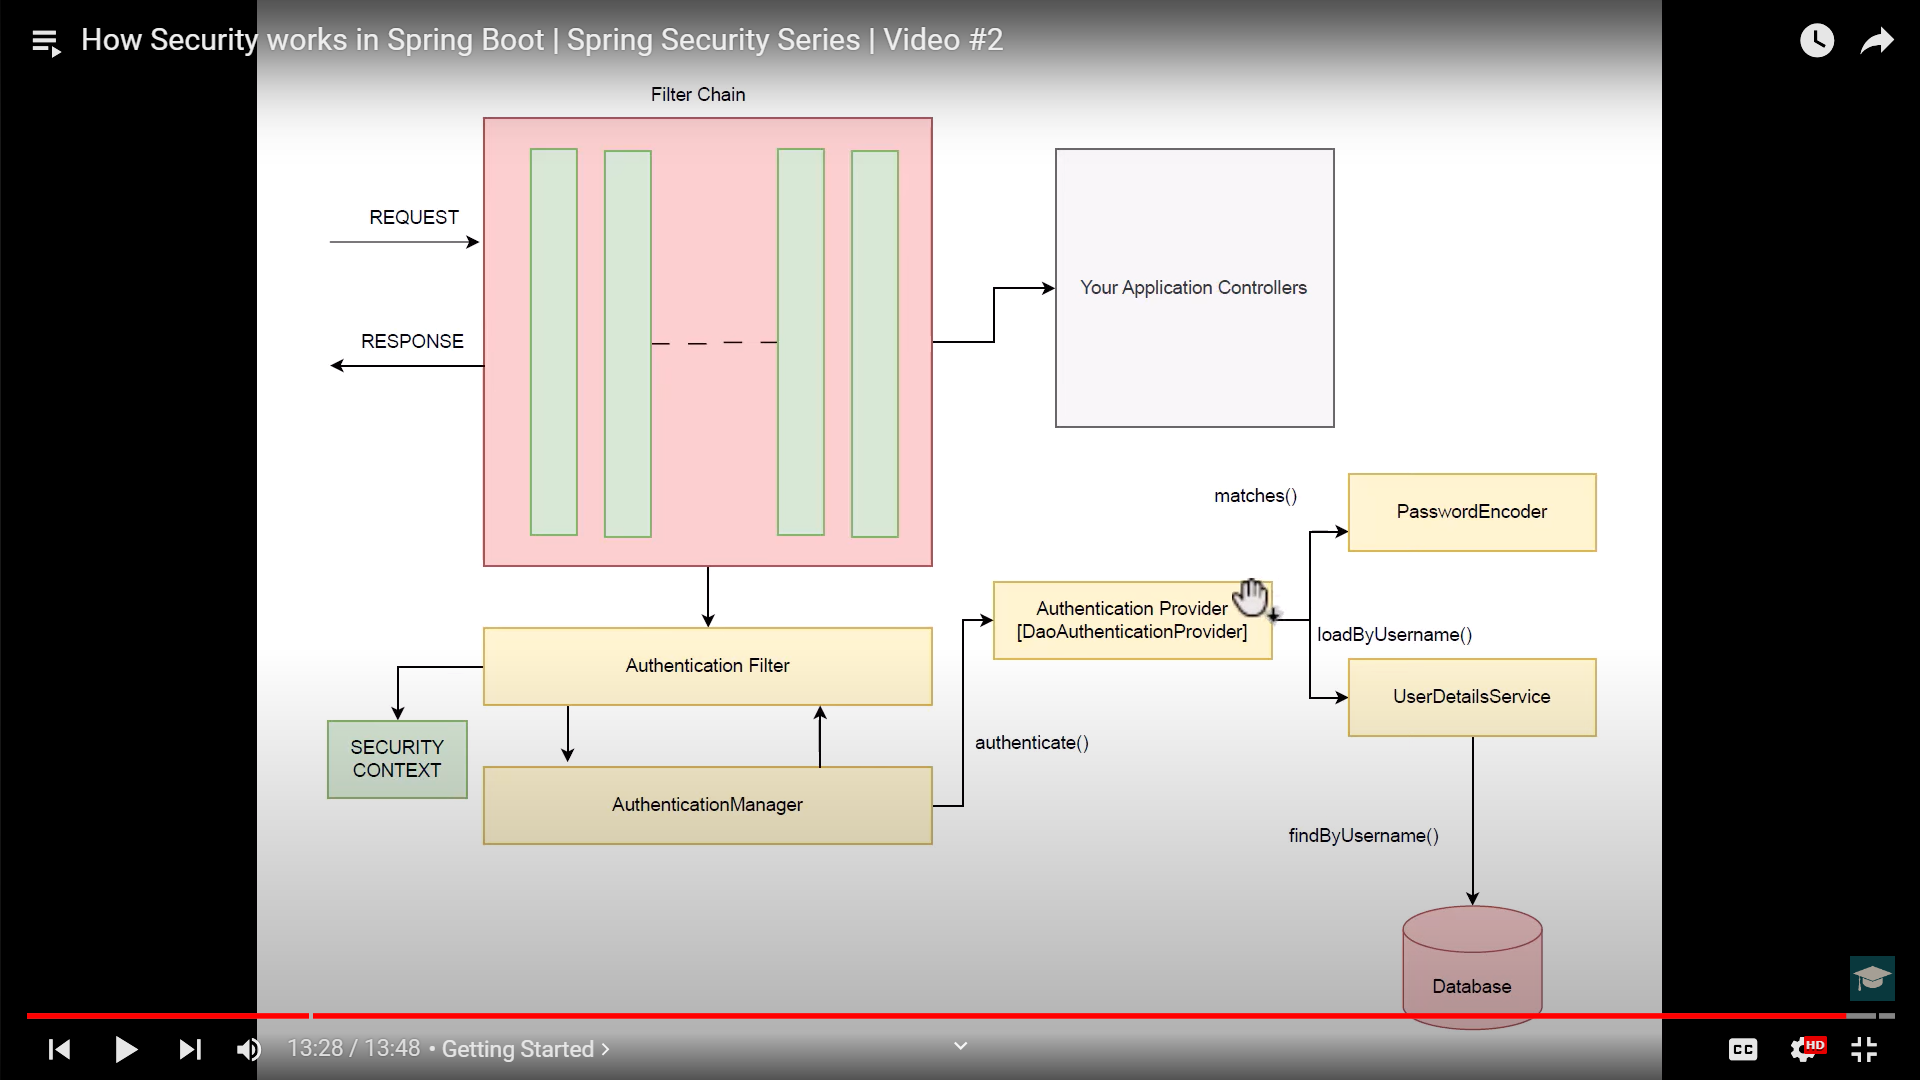 How Security works in Spring Boot | Spring Security Series | Video #2
Filter Chain
REQUEST
RESPONSE
Your Application Controllers
matches()
PasswordEncoder
Authentication Provider
[DaoAuthenticationProvider]
loadByUsername()
Authentication Filter
UserDetailsService
SECURITY
CONTEXT
authenticate()
AuthenticationManager
findByUsername()
Database
13:28 / 13:48 • Getting Started >
CC
HD